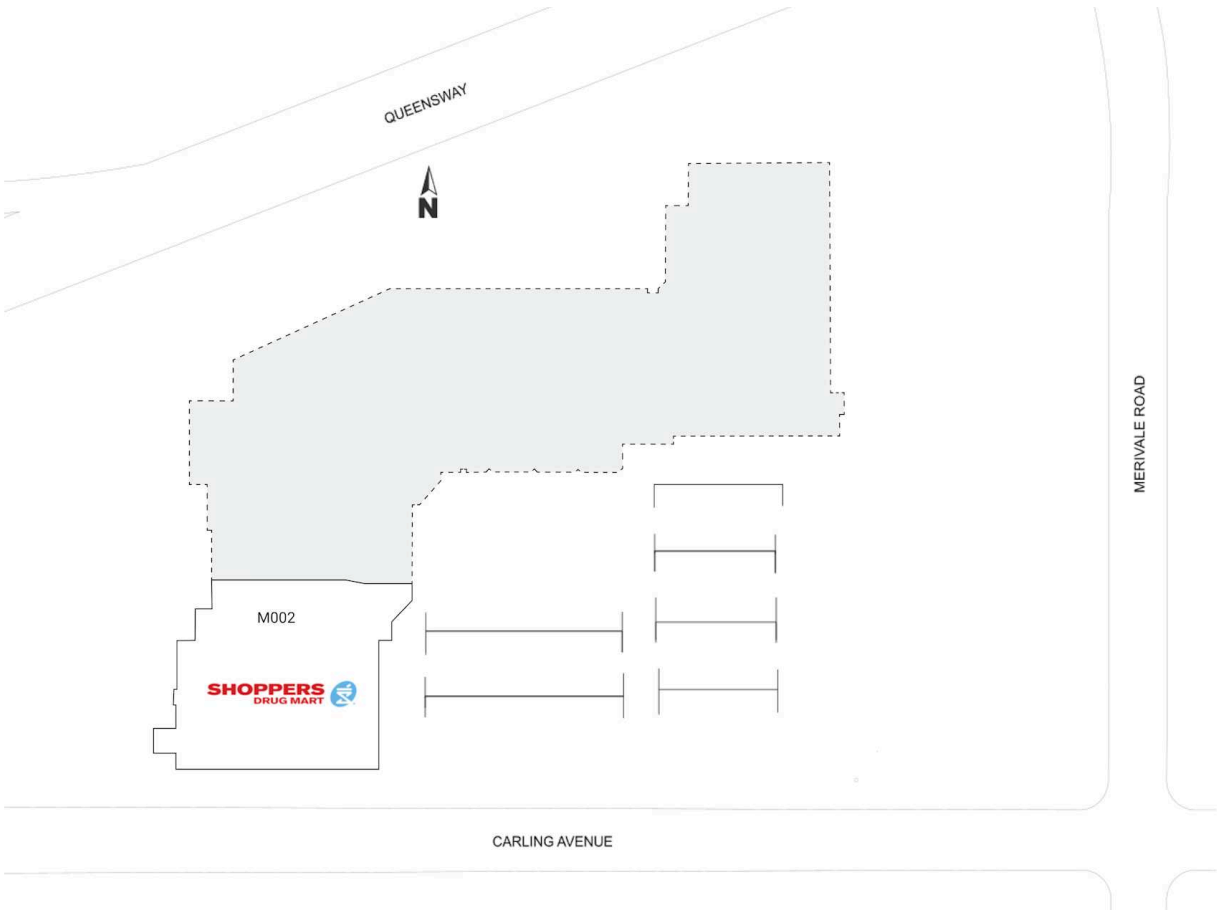 QUEENSWAY
N
MERIVALE ROAD
M002
SHOPPERS
DRUG MART
CARLING AVENUE